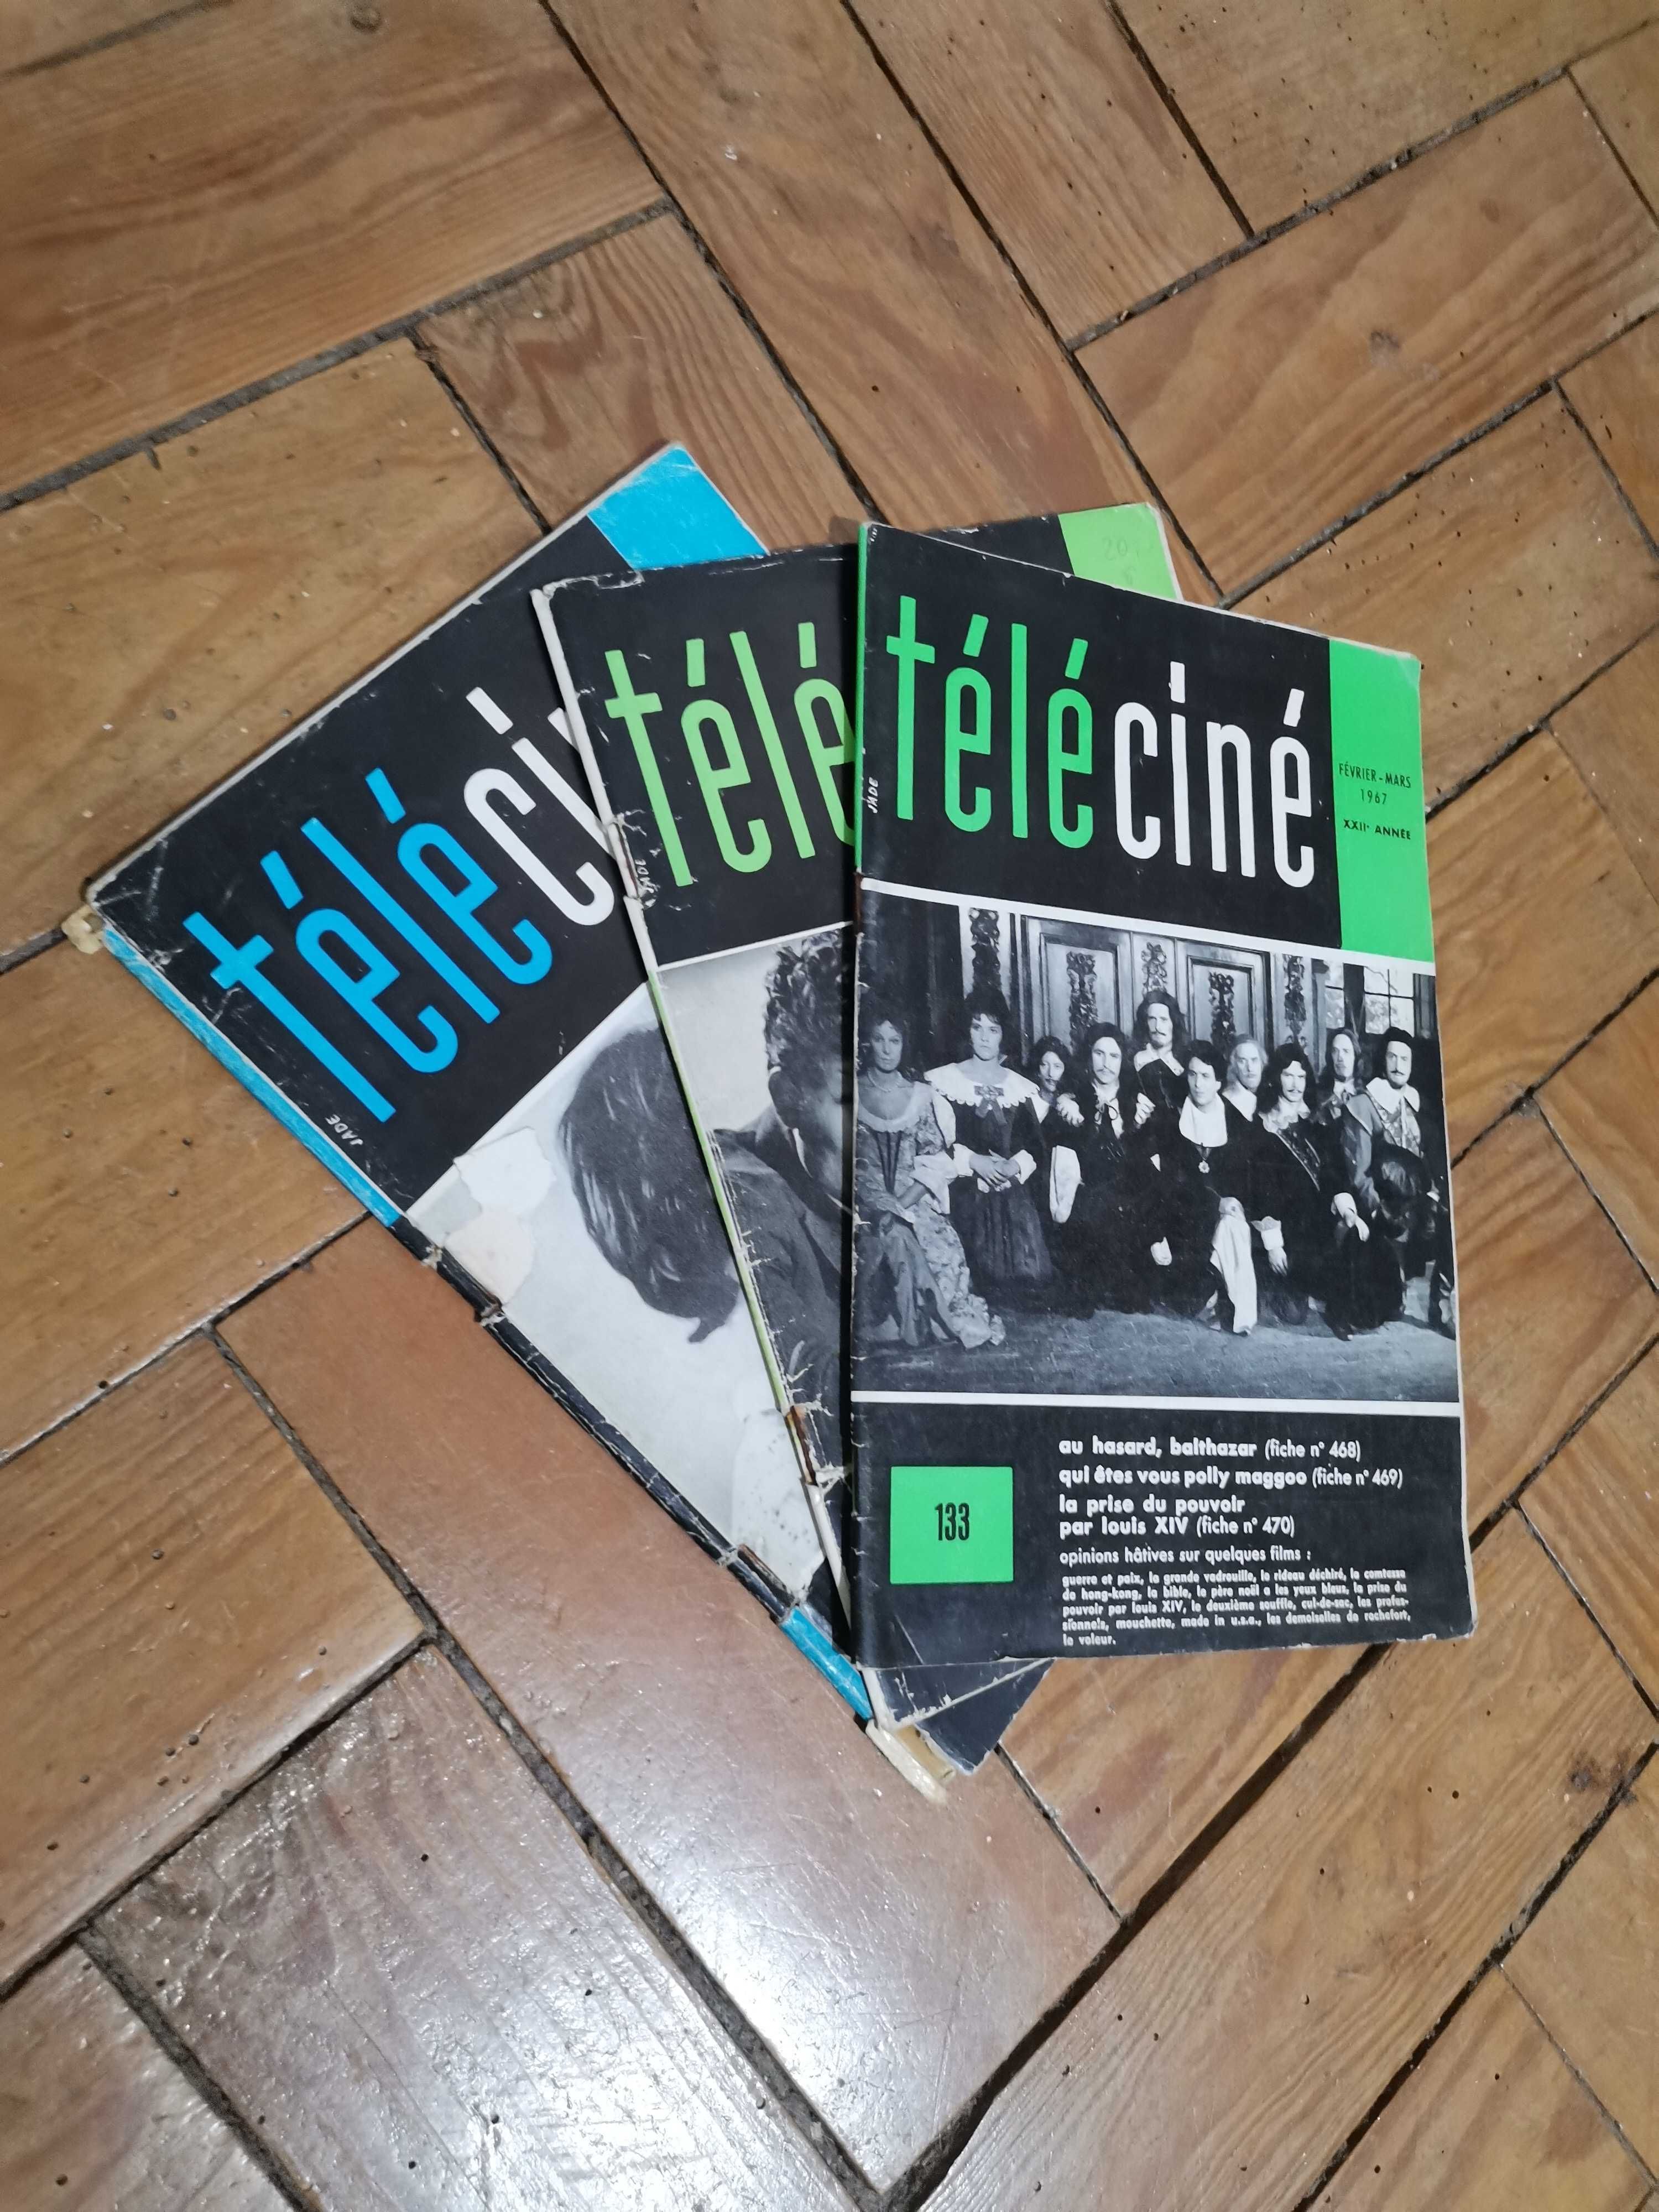 téléci
JADE
télé
JADE
20
téléciné
JADE
FÉVRIER - MARS
1967
XXIIe ANNÉE
133
au hasard, balthazar (fiche n° 468)
qui êtes vous polly maggoo (fiche n° 469)
la prise du pouvoir
par louis XIV (fiche n° 470)
opinions hâtives sur quelques films :
guerre et paix, la grande vadrouille, le rideau déchiré, la comtesse
de hong-kong, la bible, le père noël a les yeux bleus, la prise du
pouvoir par louis XIV, le deuxième souffle, cul-de-sac, les profes-
sionnels, mouchette, made in u.s.a., les demoiselles de rochefort,
le voleur.